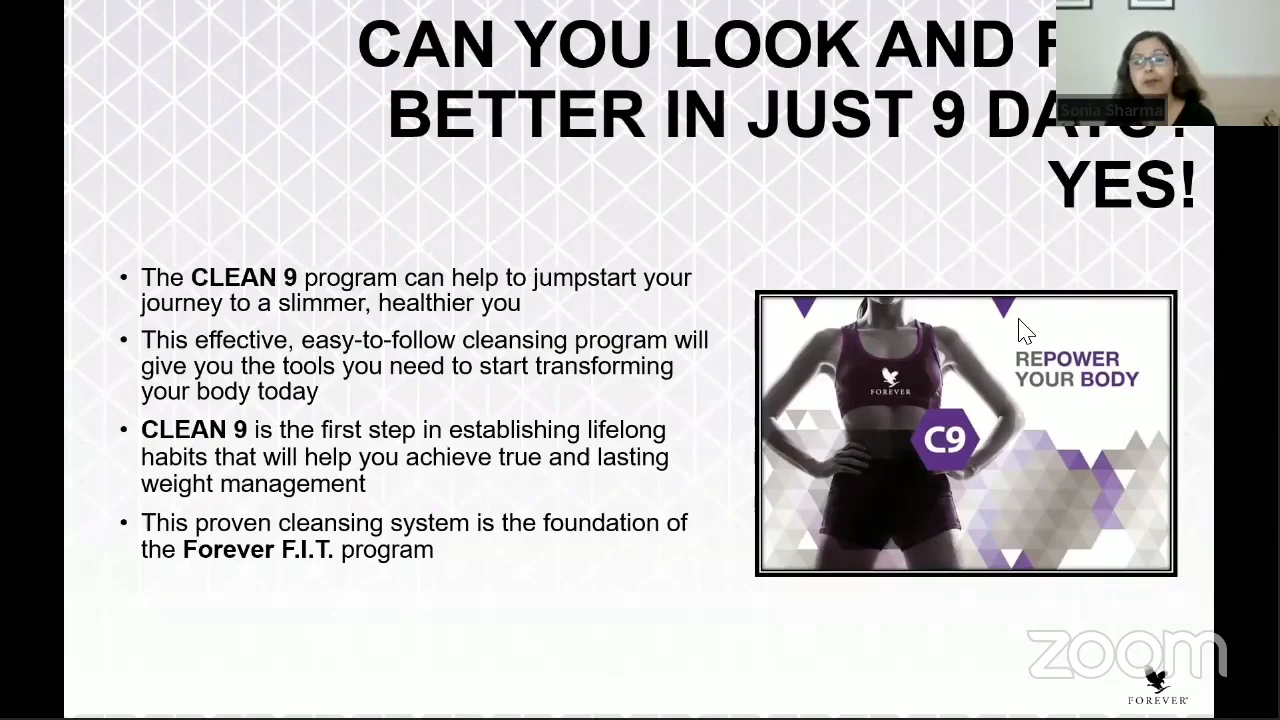 CAN YOU LOOK AND
BETTER IN JUST 9 DAYS?
YES!
Sonia Sharma
• The CLEAN 9 program can help to jumpstart your
journey to a slimmer, healthier you
• This effective, easy-to-follow cleansing program will
give you the tools you need to start transforming
your body today
• CLEAN 9 is the first step in establishing lifelong
habits that will help you achieve true and lasting
weight management
• This proven cleansing system is the foundation of
the Forever F.I.T. program
REPOWER
YOUR BODY
FOREVER
C9
zoom
FOREVER